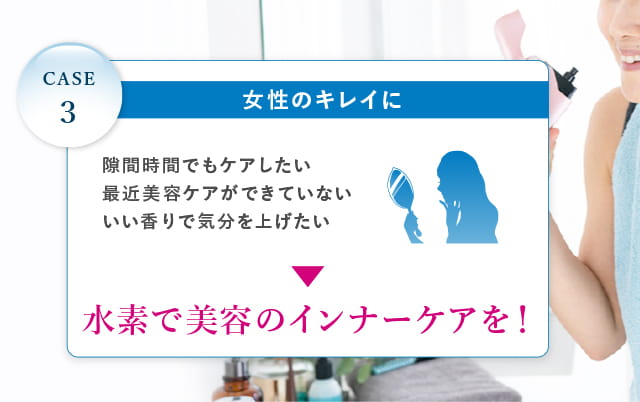 CASE
3
女性のキレイに
隙間時間でもケアしたい
最近美容ケアができていない
いい香りで気分を上げたい
水素で美容のインナーケアを!